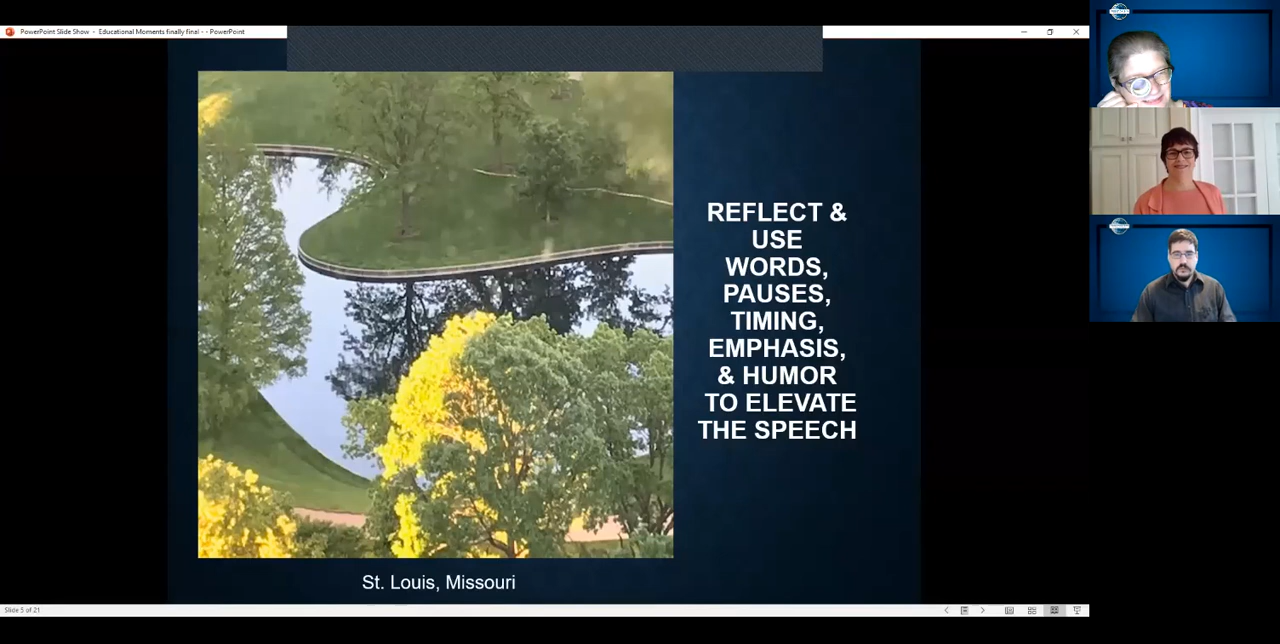 PowerPoint Slide Show - Educational Moments finally final - - PowerPoint
REFLECT &
USE
WORDS,
PAUSES,
TIMING,
EMPHASIS,
& HUMOR
TO ELEVATE
THE SPEECH
St. Louis, Missouri
Slide 5 of 21